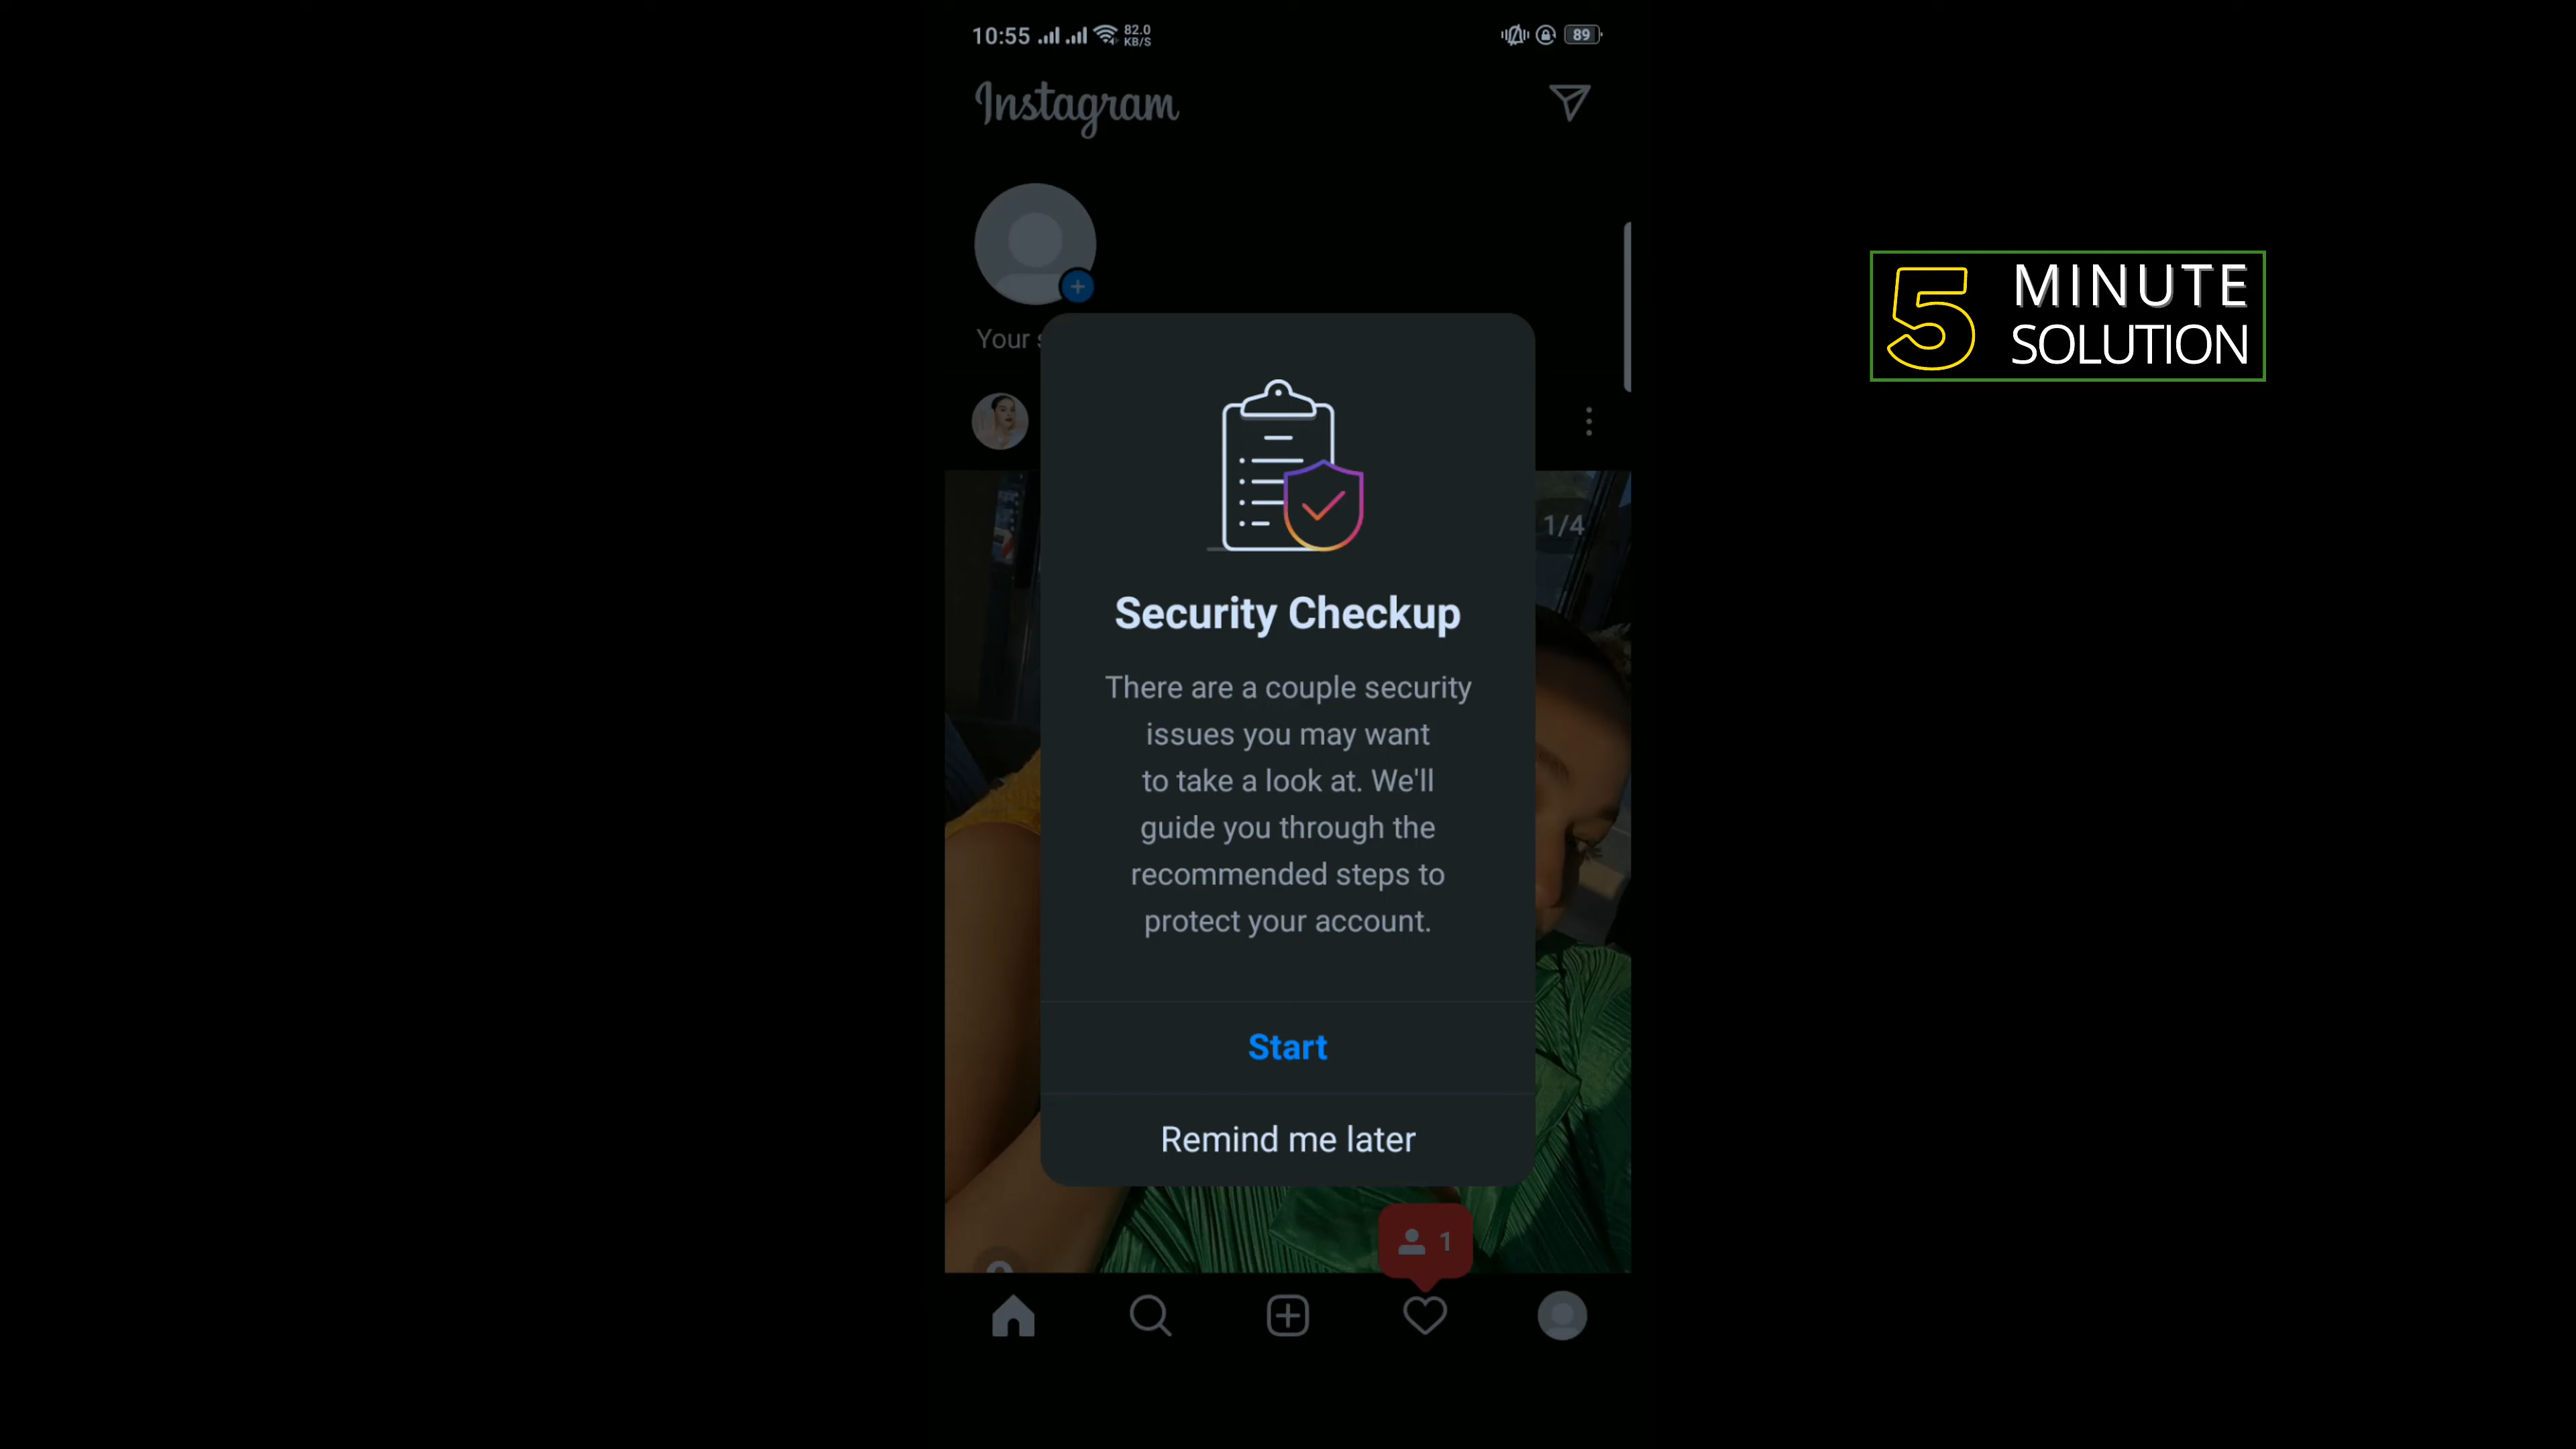 10:55 82.0 KB/S 89
Instagram
Your
1/4
Security Checkup
There are a couple security
issues you may want
to take a look at. We'll
guide you through the
recommended steps to
protect your account.
Start
Remind me later
1
5 MINUTE
SOLUTION